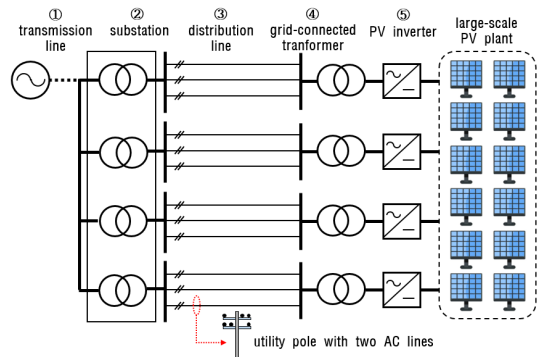 ① transmission line
② substation
③ distribution line
④ grid-connected tranformer
⑤ PV inverter
large-scale PV plant
utility pole with two AC lines